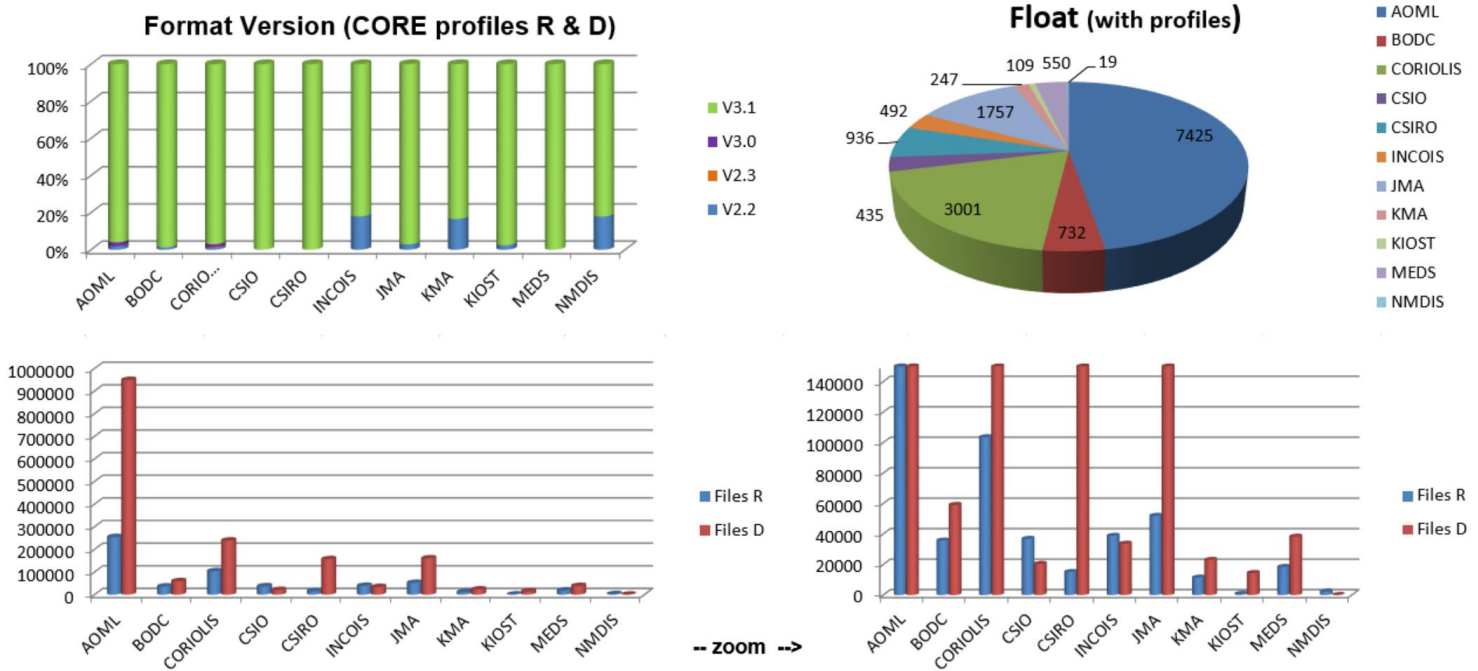 Format Version (CORE profiles R & D)
100%
80%
60%
40%
20%
0%
AOML
BODC
CORIO...
CSIO
CSIRO
INCOIS
JMA
KMA
KIOST
MEDS
NMDIS
V3.1
V3.0
V2.3
V2.2
Float (with profiles)
247
109
550
19
492
1757
936
7425
435
3001
732
AOML
BODC
CORIOLIS
CSIO
CSIRO
INCOIS
JMA
KMA
KIOST
MEDS
NMDIS
1000000
900000
800000
700000
600000
500000
400000
300000
200000
100000
0
AOML
BODC
CORIOLIS
CSIO
CSIRO
INCOIS
JMA
KMA
KIOST
MEDS
NMDIS
Files R
Files D
-- zoom -->
140000
120000
100000
80000
60000
40000
20000
0
AOML
BODC
CORIOLIS
CSIO
CSIRO
INCOIS
JMA
KMA
KIOST
MEDS
NMDIS
Files R
Files D